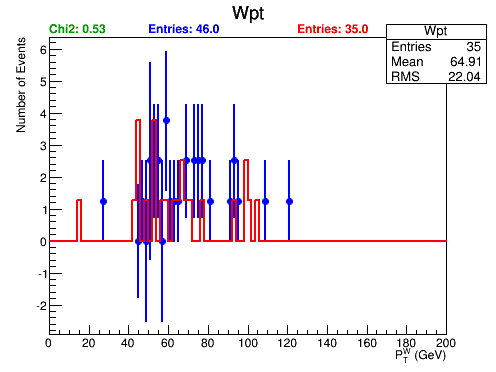 Wpt
Chi2: 0.53 Entries: 46.0 Entries: 35.0
Wpt
Entries 35
Mean 64.91
RMS 22.04
Number of Events
6
5
4
3
2
1
0
-1
-2
0 20 40 60 80 100 120 140 160 180 200
P_T^W (GeV)